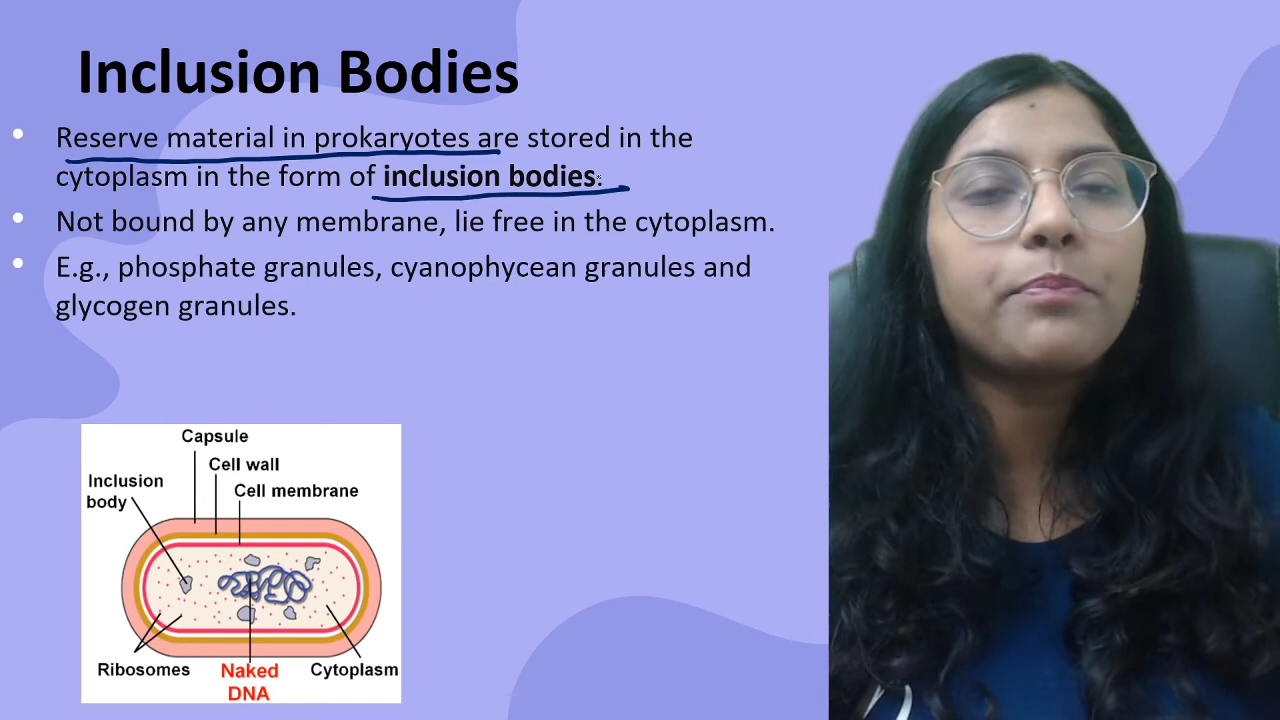 Inclusion Bodies
• Reserve material in prokaryotes are stored in the
cytoplasm in the form of inclusion bodies.
• Not bound by any membrane, lie free in the cytoplasm.
• E.g., phosphate granules, cyanophycean granules and
glycogen granules.
Capsule
Cell wall
Cell membrane
Inclusion
body
Ribosomes
Naked
DNA
Cytoplasm